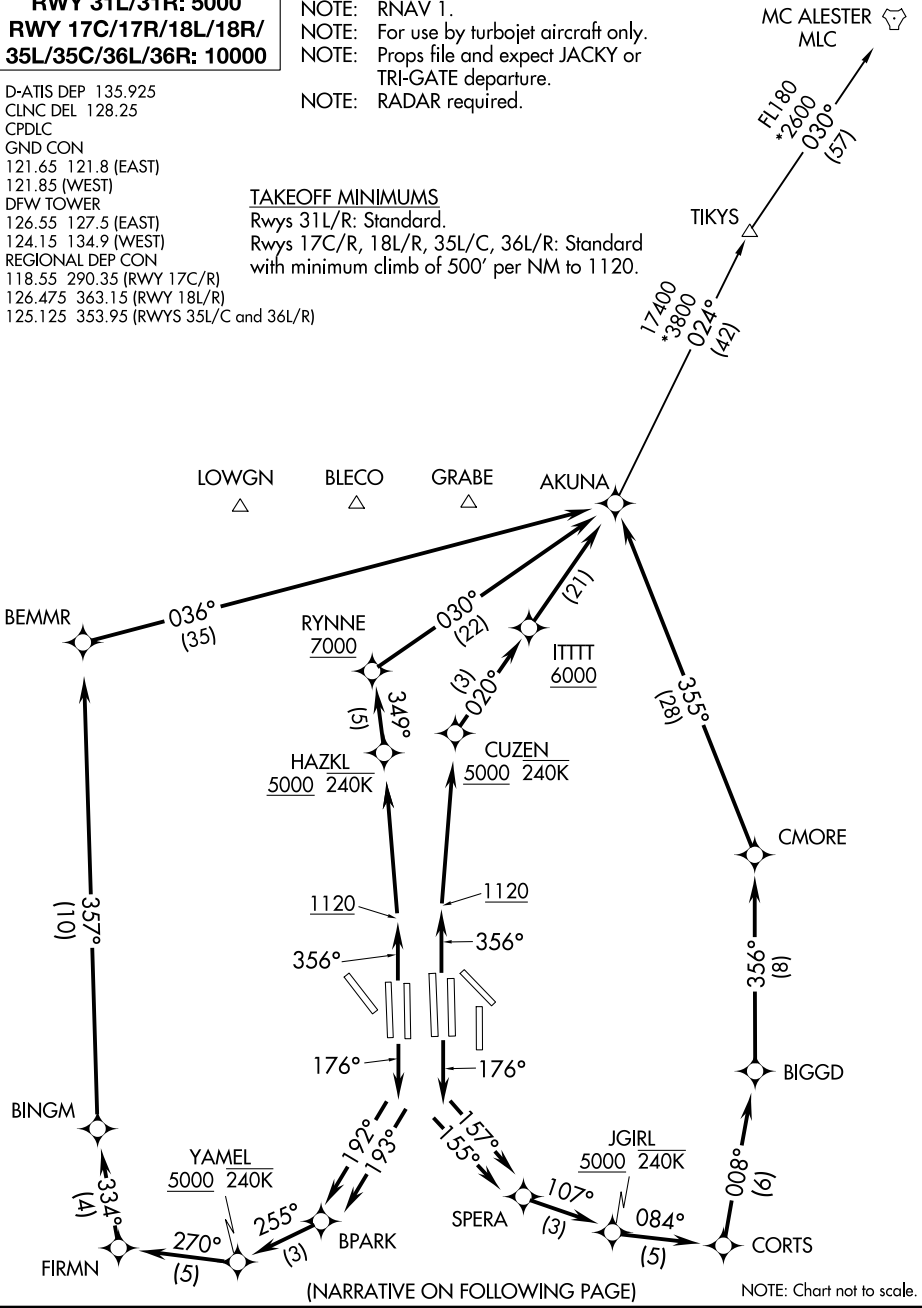 RWY 31L/31R: 5000
RWY 17C/17R/18L/18R/
35L/35C/36L/36R: 10000
NOTE: RNAV 1.
NOTE: For use by turbojet aircraft only.
NOTE: Props file and expect JACKY or
TRI-GATE departure.
NOTE: RADAR required.
MC ALESTER
MLC
D-ATIS DEP 135.925
CLNC DEL 128.25
CPDLC
GND CON
121.65 121.8 (EAST)
121.85 (WEST)
DFW TOWER
126.55 127.5 (EAST)
124.15 134.9 (WEST)
REGIONAL DEP CON
118.55 290.35 (RWY 17C/R)
126.475 363.15 (RWY 18L/R)
125.125 353.95 (RWYS 35L/C and 36L/R)
TAKEOFF MINIMUMS
Rwys 31L/R: Standard.
Rwys 17C/R, 18L/R, 35L/C, 36L/R: Standard
with minimum climb of 500' per NM to 1120.
FL180
*2600
030°
(57)
TIKYS
17400
*3800
024°
(42)
LOWGN
BLECO
GRABE
AKUNA
BEMMR
036°
(35)
RYNNE
7000
030°
(22)
(21)
ITTTT
6000
349°
(5)
(3)
020°
355°
(28)
HAZKL
5000 240K
CUZEN
5000 240K
CMORE
1120
1120
357°
(10)
356°
356°
356°
(8)
176°
176°
BIGGD
BINGM
192°
193°
157°
155°
YAMEL
5000 240K
JGIRL
5000 240K
334°
(4)
255°
(3)
BPARK
SPERA
107°
(3)
084°
(5)
008°
(6)
CORTS
FIRMN
270°
(5)
(NARRATIVE ON FOLLOWING PAGE)
NOTE: Chart not to scale.